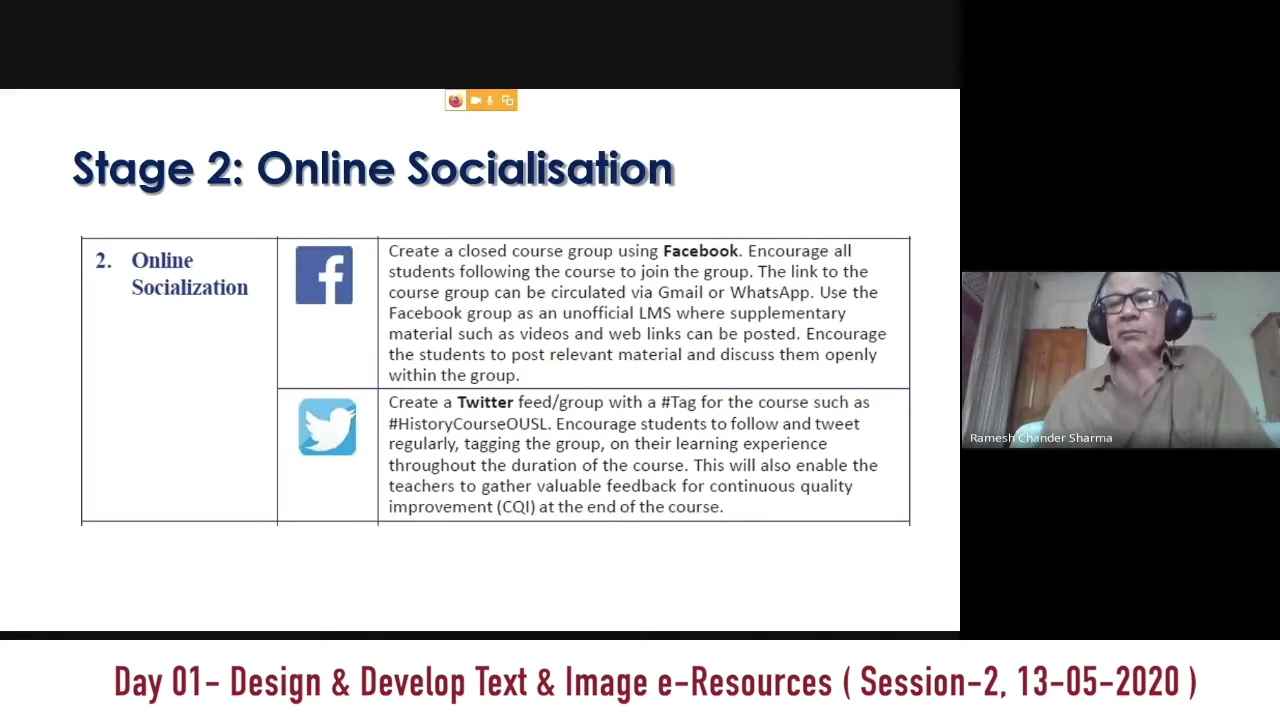 Stage 2: Online Socialisation
2. Online
Socialization
Create a closed course group using Facebook. Encourage all
students following the course to join the group. The link to the
course group can be circulated via Gmail or WhatsApp. Use the
Facebook group as an unofficial LMS where supplementary
material such as videos and web links can be posted. Encourage
the students to post relevant material and discuss them openly
within the group.
Create a Twitter feed/group with a #Tag for the course such as
#HistoryCourseOUSL. Encourage students to follow and tweet
regularly, tagging the group, on their learning experience
throughout the duration of the course. This will also enable the
teachers to gather valuable feedback for continuous quality
improvement (CQI) at the end of the course.
Ramesh Chander Sharma
Day 01- Design & Develop Text & Image e-Resources ( Session-2, 13-05-2020 )